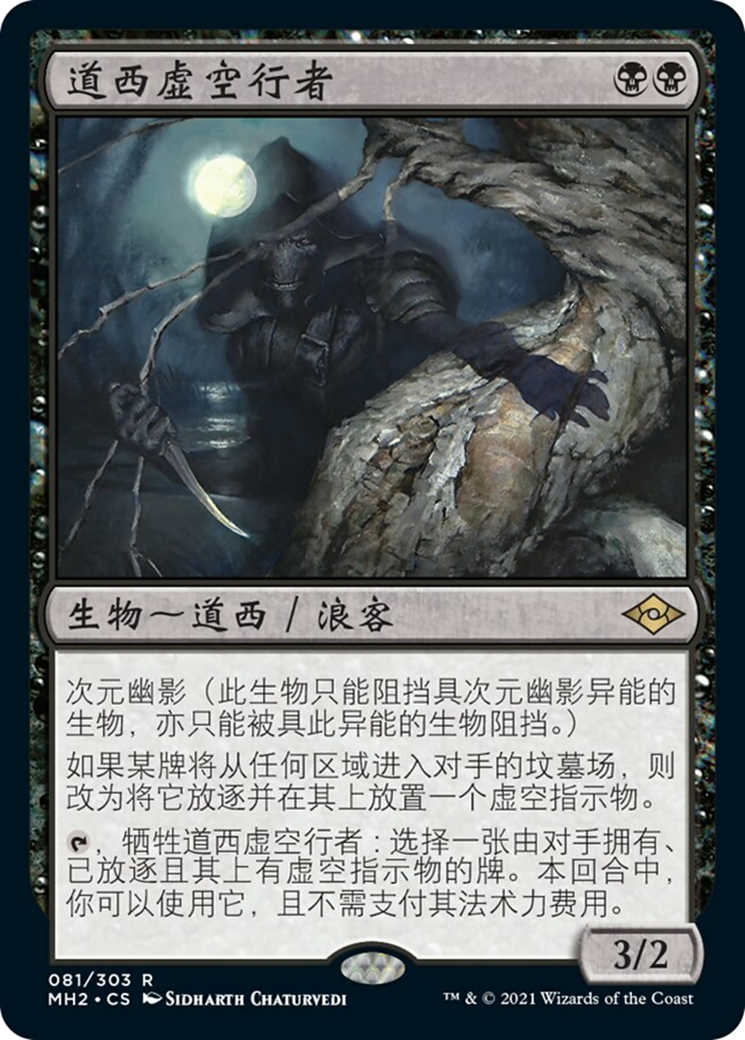 道西虚空行者
生物～道西／浪客
次元幽影（此生物只能阻挡具次元幽影异能的
生物，亦只能被具此异能的生物阻挡。）
如果某牌将从任何区域进入对手的坟墓场，则
改为将它放逐并在其上放置一个虚空指示物。
，牺牲道西虚空行者：选择一张由对手拥有、
已放逐且其上有虚空指示物的牌。本回合中，
你可以使用它，且不需支付其法术力费用。
3/2
081/303 R
MH2 • CS SIDHARTH CHATURVEDI
™ & © 2021 Wizards of the Coast